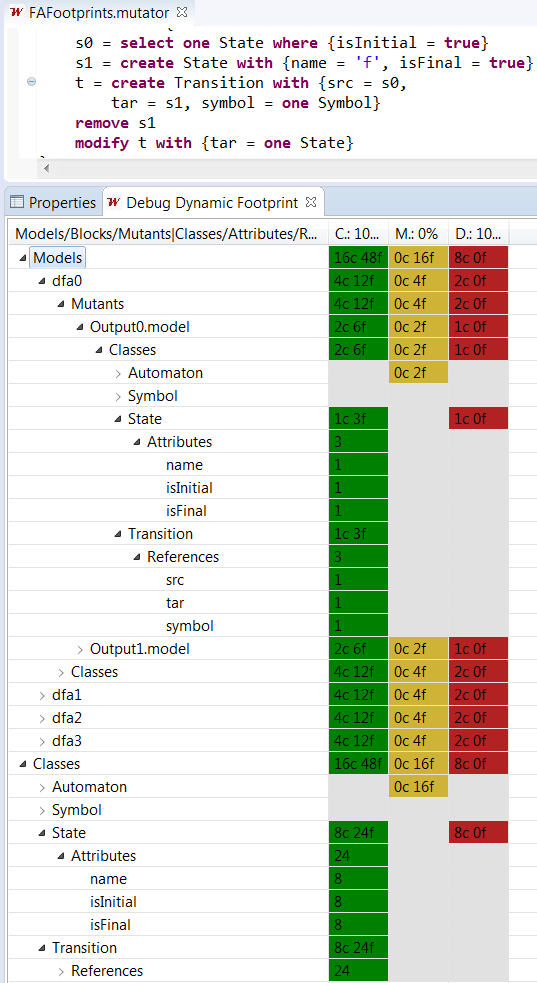 FAFootprints.mutator
s0 = select one State where {isInitial = true}
s1 = create State with {name = 'f', isFinal = true}
t = create Transition with {src = s0,
tar = s1, symbol = one Symbol}
remove s1
modify t with {tar = one State}
Properties Debug Dynamic Footprint
Models/Blocks/Mutants|Classes/Attributes/R... C.: 10... M.: 0% D.: 10...
Models 16c 48f 0c 16f 8c 0f
dfa0 4c 12f 0c 4f 2c 0f
Mutants 4c 12f 0c 4f 2c 0f
Output0.model 2c 6f 0c 2f 1c 0f
Classes 2c 6f 0c 2f 1c 0f
Automaton 0c 2f
Symbol
State 1c 3f 1c 0f
Attributes 3
name 1
isInitial 1
isFinal 1
Transition 1c 3f
References 3
src 1
tar 1
symbol 1
Output1.model 2c 6f 0c 2f 1c 0f
Classes 4c 12f 0c 4f 2c 0f
dfa1 4c 12f 0c 4f 2c 0f
dfa2 4c 12f 0c 4f 2c 0f
dfa3 4c 12f 0c 4f 2c 0f
Classes 16c 48f 0c 16f 8c 0f
Automaton 0c 16f
Symbol
State 8c 24f 8c 0f
Attributes 24
name 8
isInitial 8
isFinal 8
Transition 8c 24f
References 24